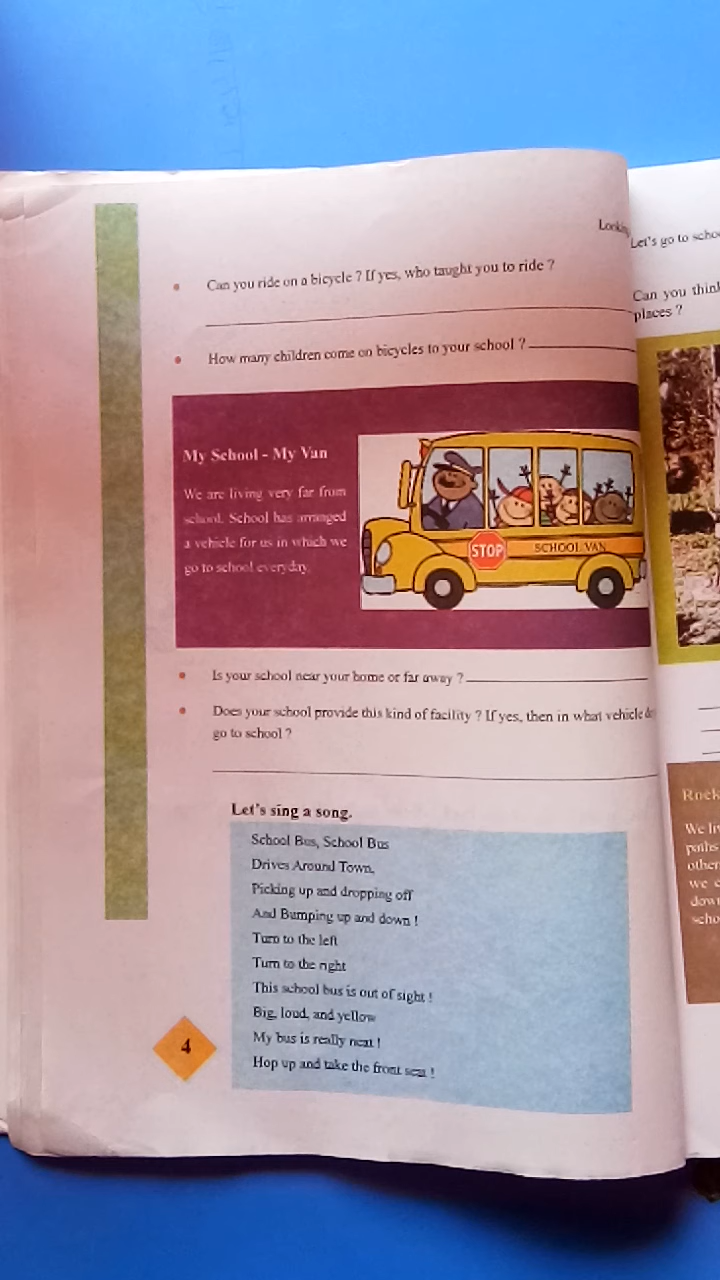 Looking
Can you ride on a bicycle ? If yes, who taught you to ride ?
How many children come on bicycles to your school ?
My School - My Van
We are living very far from
school. School has arranged
a vehicle for us in which we
go to school everyday.
STOP
SCHOOL VAN
Is your school near your home or far away ?
Does your school provide this kind of facility ? If yes, then in what vehicle
go to school ?
Let's sing a song.
School Bus, School Bus
Drives Around Town,
Picking up and dropping off
And Bumping up and down !
Turn to the left
Turn to the right
This school bus is out of sight !
Big, loud, and yellow
My bus is really neat !
Hop up and take the front seat !
4
Let's go to
Can you
places ?
We
other
we